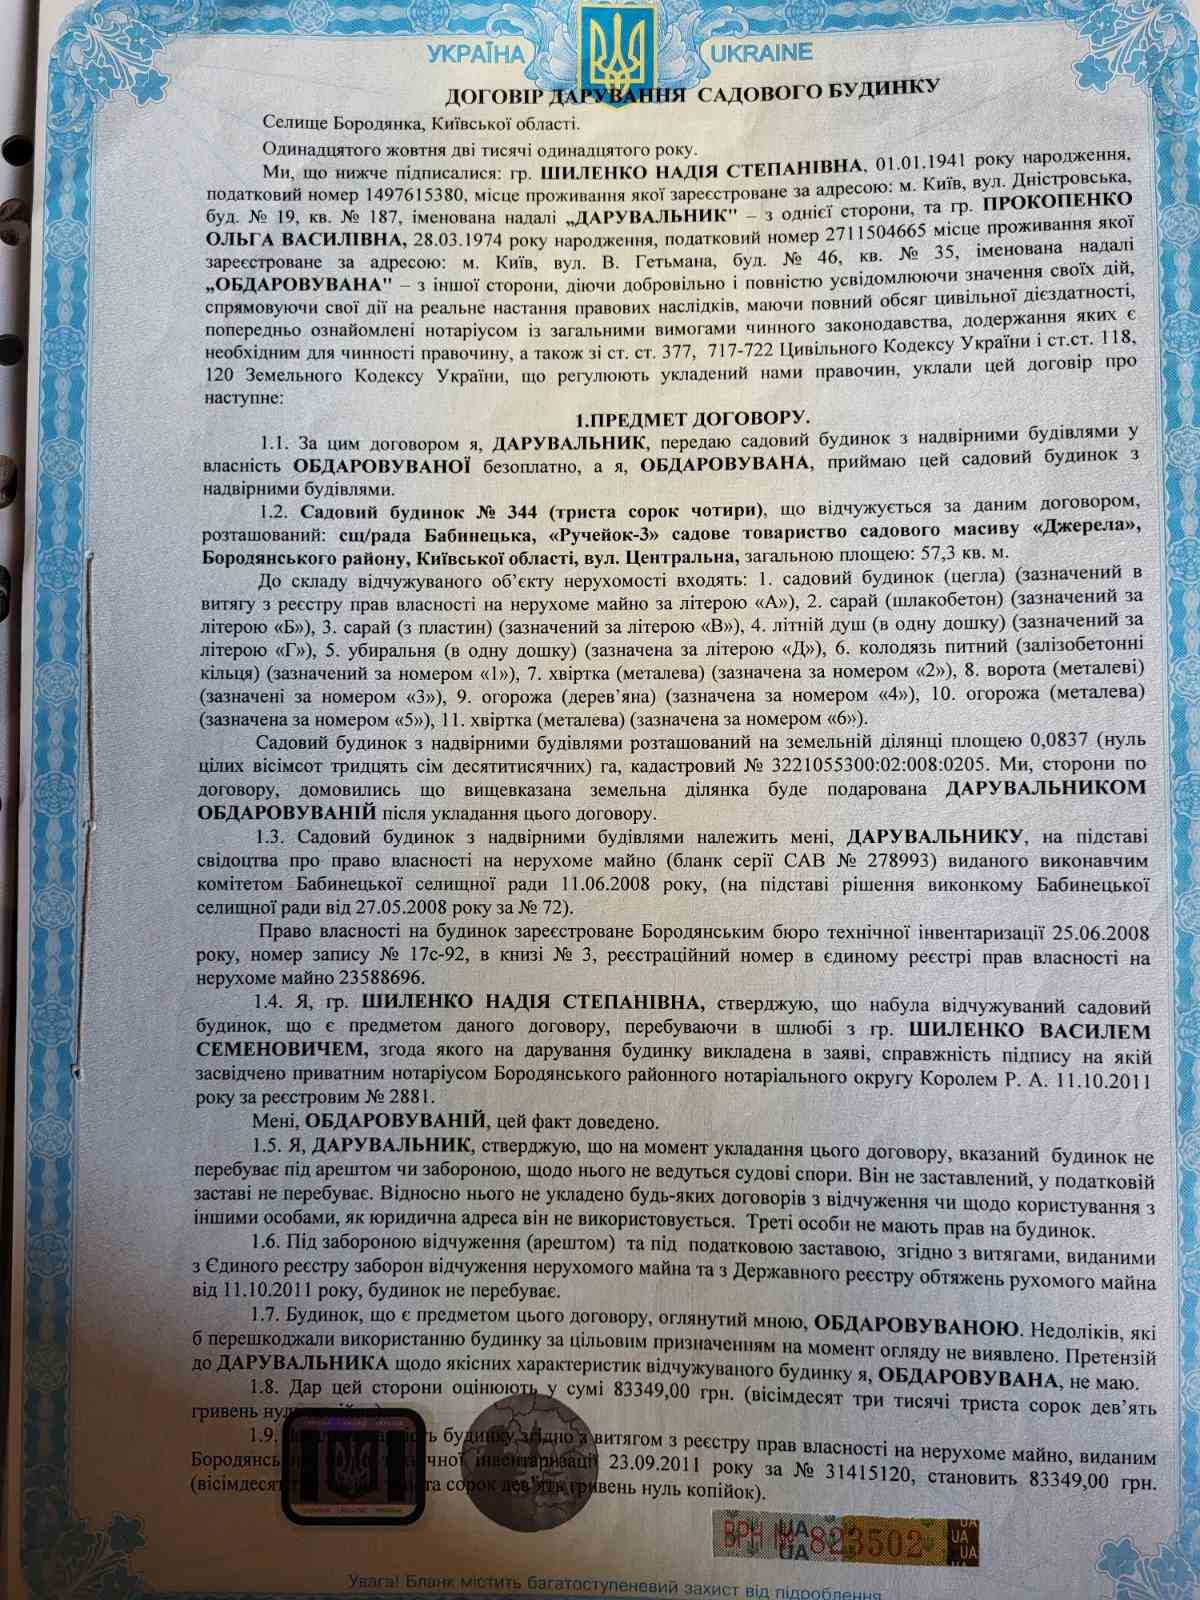 УКРАЇНА UKRAINE
ДОГОВІР ДАРУВАННЯ САДОВОГО БУДИНКУ
Селище Бородянка, Київської області.
Одинадцятого жовтня дві тисячі одинадцятого року.
Ми, що нижче підписалися: гр. ШИЛЕНКО НАДІЯ СТЕПАНІВНА, 01.01.1941 року народження,
податковий номер 1497615380, місце проживання якої зареєстроване за адресою: м. Київ, вул. Дністровська,
буд. № 19, кв. № 187, іменована надалі „ДАРУВАЛЬНИК" – з однієї сторони, та гр. ПРОКОПЕНКО
ОЛЬГА ВАСИЛІВНА, 28.03.1974 року народження, податковий номер 2711504665 місце проживання якої
зареєстроване за адресою: м. Київ, вул. В. Гетьмана, буд. № 46, кв. № 35, іменована надалі
„ОБДАРОВУВАНА" – з іншої сторони, діючи добровільно і повністю усвідомлюючи значення своїх дій,
спрямовуючи свої дії на реальне настання правових наслідків, маючи повний обсяг цивільної дієздатності,
попередньо ознайомлені нотаріусом із загальними вимогами чинного законодавства, додержання яких є
необхідним для чинності правочину, а також зі ст. ст. 377, 717-722 Цивільного Кодексу України і ст.ст. 118,
120 Земельного Кодексу України, що регулюють укладений нами правочин, уклали цей договір про
наступне:
1.ПРЕДМЕТ ДОГОВОРУ.
1.1. За цим договором я, ДАРУВАЛЬНИК, передаю садовий будинок з надвірними будівлями у
власність ОБДАРОВУВАНОЇ безоплатно, а я, ОБДАРОВУВАНА, приймаю цей садовий будинок з
надвірними будівлями.
1.2. Садовий будинок № 344 (триста сорок чотири), що відчужується за даним договором,
розташований: сщ/рада Бабинецька, «Ручейок-3» садове товариство садового масиву «Джерела»,
Бородянського району, Київської області, вул. Центральна, загальною площею: 57,3 кв. м.
До складу відчужуваного об’єкту нерухомості входять: 1. садовий будинок (цегла) (зазначений в
витягу з реєстру прав власності на нерухоме майно за літерою «А»), 2. сарай (шлакобетон) (зазначений за
літерою «Б»), 3. сарай (з пластин) (зазначений за літерою «В»), 4. літній душ (в одну дошку) (зазначений за
літерою «Г»), 5. убиральня (в одну дошку) (зазначена за літерою «Д»), 6. колодязь питний (залізобетонні
кільця) (зазначений за номером «1»), 7. хвіртка (металева) (зазначена за номером «2»), 8. ворота (металеві)
(зазначені за номером «3»), 9. огорожа (дерев’яна) (зазначена за номером «4»), 10. огорожа (металева)
(зазначена за номером «5»), 11. хвіртка (металева) (зазначена за номером «6»).
Садовий будинок з надвірними будівлями розташований на земельній ділянці площею 0,0837 (нуль
цілих вісімсот тридцять сім десятитисячних) га, кадастровий № 3221055300:02:008:0205. Ми, сторони по
договору, домовились що вищевказана земельна ділянка буде подарована ДАРУВАЛЬНИКОМ
ОБДАРОВУВАНІЙ після укладання цього договору.
1.3. Садовий будинок з надвірними будівлями належить мені, ДАРУВАЛЬНИКУ, на підставі
свідоцтва про право власності на нерухоме майно (бланк серії САВ № 278993) виданого виконавчим
комітетом Бабинецької селищної ради 11.06.2008 року, (на підставі рішення виконкому Бабинецької
селищної ради від 27.05.2008 року за № 72).
Право власності на будинок зареєстроване Бородянським бюро технічної інвентаризації 25.06.2008
року, номер запису № 17с-92, в книзі № 3, реєстраційний номер в єдиному реєстрі прав власності на
нерухоме майно 23588696.
1.4. Я, гр. ШИЛЕНКО НАДІЯ СТЕПАНІВНА, стверджую, що набула відчужуваний садовий
будинок, що є предметом даного договору, перебуваючи в шлюбі з гр. ШИЛЕНКО ВАСИЛЕМ
СЕМЕНОВИЧЕМ, згода якого на дарування будинку викладена в заяві, справжність підпису на якій
засвідчено приватним нотаріусом Бородянського районного нотаріального округу Королем Р. А. 11.10.2011
року за реєстровим № 2881.
Мені, ОБДАРОВУВАНІЙ, цей факт доведено.
1.5. Я, ДАРУВАЛЬНИК, стверджую, що на момент укладання цього договору, вказаний будинок не
перебуває під арештом чи забороною, щодо нього не ведуться судові спори. Він не заставлений, у податковій
заставі не перебуває. Відносно нього не укладено будь-яких договорів з відчуження чи щодо користування з
іншими особами, як юридична адреса він не використовується. Треті особи не мають прав на будинок.
1.6. Під забороною відчуження (арештом) та під податковою заставою, згідно з витягами, виданими
з Єдиного реєстру заборон відчуження нерухомого майна та з Державного реєстру обтяжень рухомого майна
від 11.10.2011 року, будинок не перебуває.
1.7. Будинок, що є предметом цього договору, оглянутий мною, ОБДАРОВУВАНОЮ. Недоліків, які
б перешкоджали використанню будинку за цільовим призначенням на момент огляду не виявлено. Претензій
до ДАРУВАЛЬНИКА щодо якісних характеристик відчужуваного будинку я, ОБДАРОВУВАНА, не маю.
1.8. Дар цей сторони оцінюють у сумі 83349,00 грн. (вісімдесят три тисячі триста сорок дев’ять
гривень
1.9. будинку згідно з витягом з реєстру прав власності на нерухоме майно, виданим
інвентаризації 23.09.2011 року за № 31415120, становить 83349,00 грн.
сорок дев’ять гривень нуль копійок).
ВРН № 823502
UA UA UA UA UA
Увага! Бланк містить багатоступеневий захист від підроблення